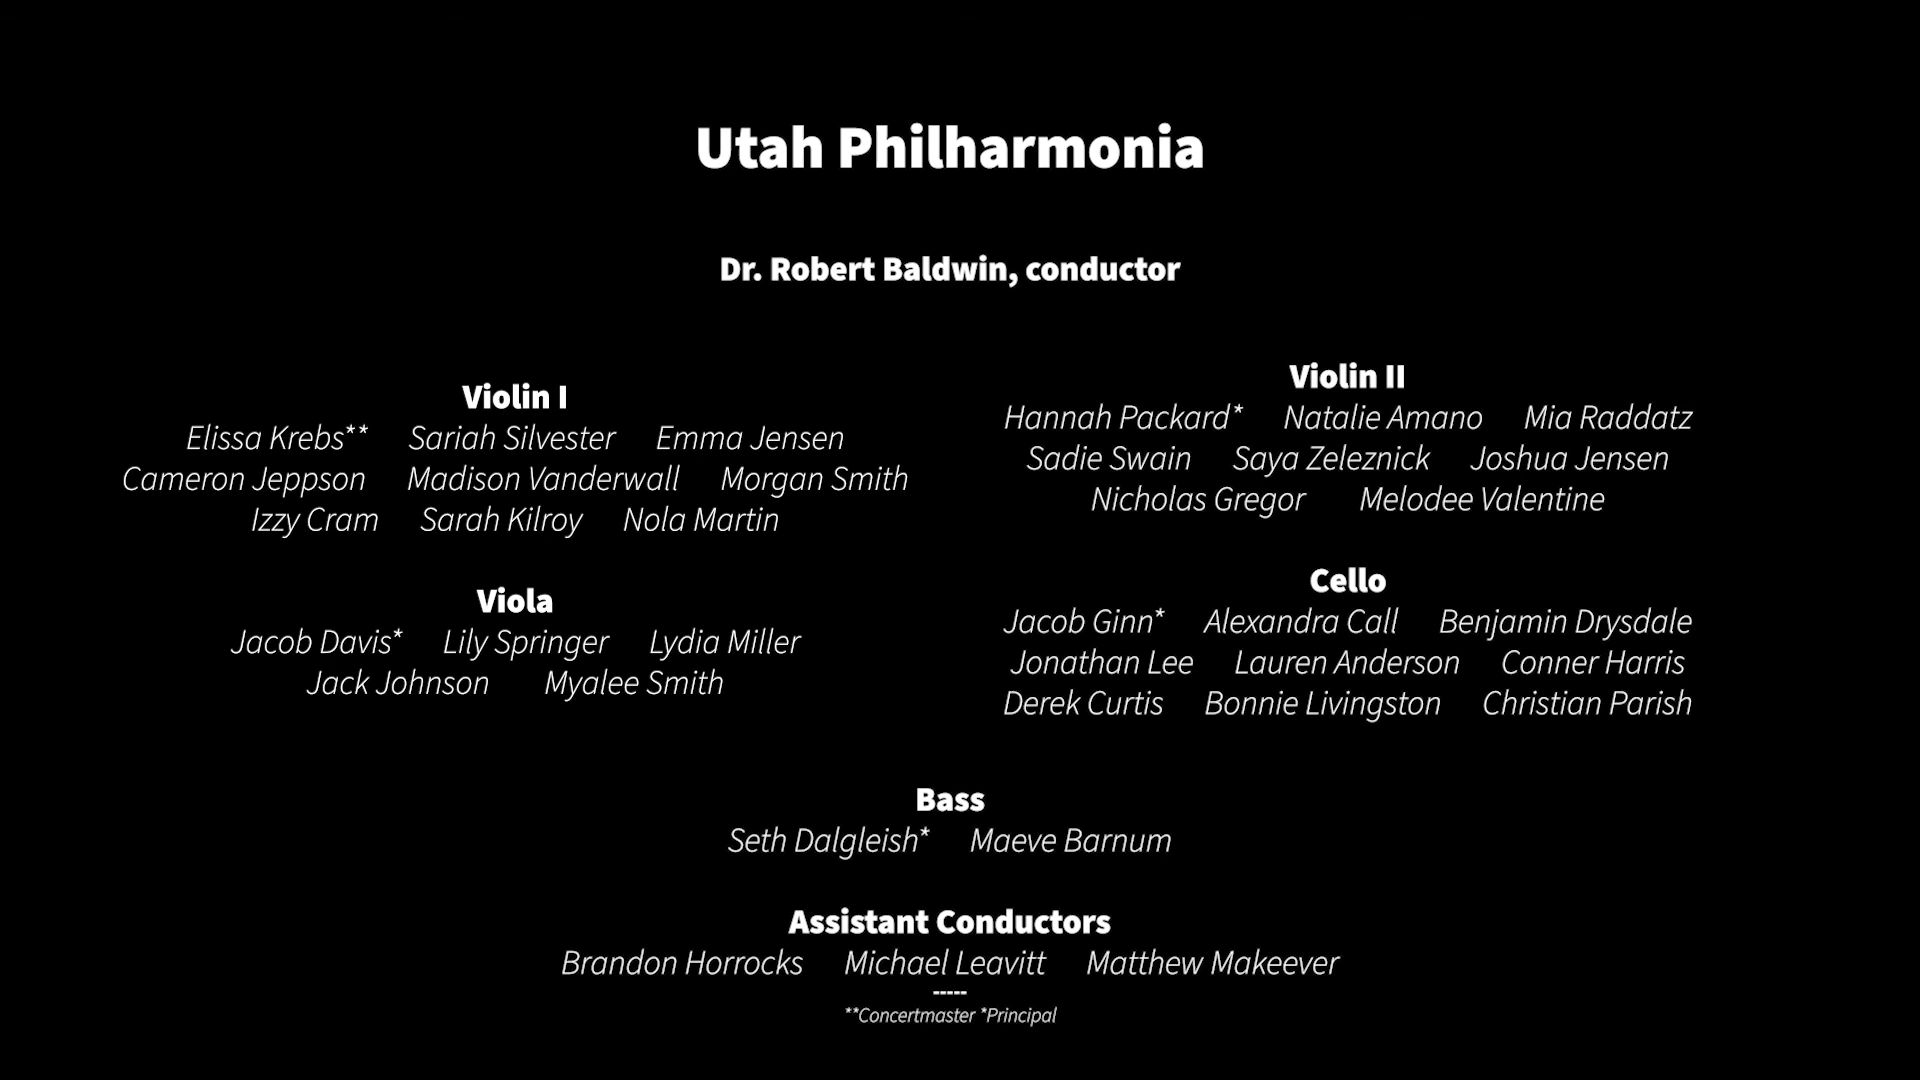 Utah Philharmonia
Dr. Robert Baldwin, conductor
Violin I
Elissa Krebs** Sariah Silvester Emma Jensen
Cameron Jeppson Madison Vanderwall Morgan Smith
Izzy Cram Sarah Kilroy Nola Martin
Violin II
Hannah Packard* Natalie Amano Mia Raddatz
Sadie Swain Saya Zeleznick Joshua Jensen
Nicholas Gregor Melodee Valentine
Viola
Jacob Davis* Lily Springer Lydia Miller
Jack Johnson Myalee Smith
Cello
Jacob Ginn* Alexandra Call Benjamin Drysdale
Jonathan Lee Lauren Anderson Conner Harris
Derek Curtis Bonnie Livingston Christian Parish
Bass
Seth Dalgleish* Maeve Barnum
Assistant Conductors
Brandon Horrocks Michael Leavitt Matthew Makeever
-----
**Concertmaster *Principal